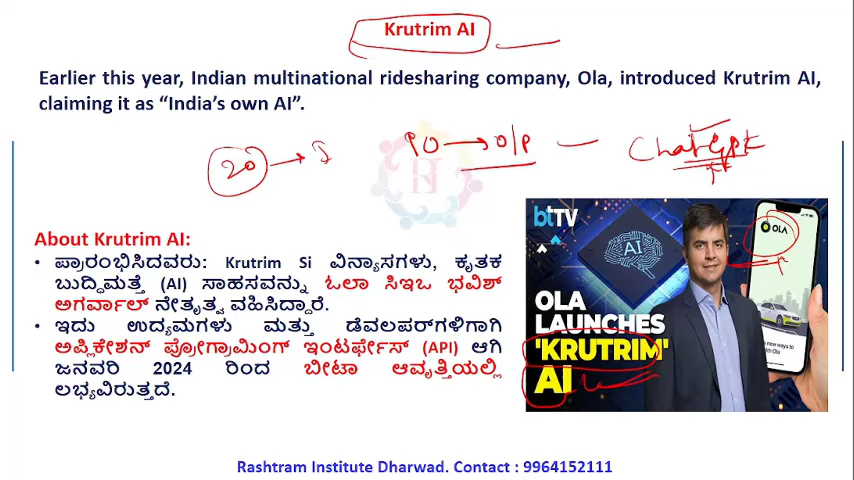 Krutrim AI
Earlier this year, Indian multinational ridesharing company, Ola, introduced Krutrim AI,
claiming it as “India’s own AI”.
20
ChatGPT
About Krutrim AI:
• ಪ್ರಾರಂಭಿಸಿದವರು: Krutrim Si ವಿನ್ಯಾಸಗಳು, ಕೃತಕ
ಬುದ್ಧಿಮತ್ತೆ (AI) ಸಾಹಸವನ್ನು ಓಲಾ ಸಿಇಒ ಭವಿಶ್
ಅಗರ್ವಾಲ್ ನೇತೃತ್ವ ವಹಿಸಿದ್ದಾರೆ.
• ಇದು ಉದ್ಯಮಗಳು ಮತ್ತು ಡೆವಲಪರ್‌ಗಳಿಗಾಗಿ
ಅಪ್ಲಿಕೇಶನ್ ಪ್ರೋಗ್ರಾಮಿಂಗ್ ಇಂಟರ್ಫೇಸ್ (API) ಆಗಿ
ಜನವರಿ 2024 ರಿಂದ ಬೀಟಾ ಆವೃತ್ತಿಯಲ್ಲಿ
ಲಭ್ಯವಿರುತ್ತದೆ.
btTV
AI
OLA
LAUNCHES
'KRUTRIM'
AI
OLA
Rashtram Institute Dharwad. Contact : 9964152111